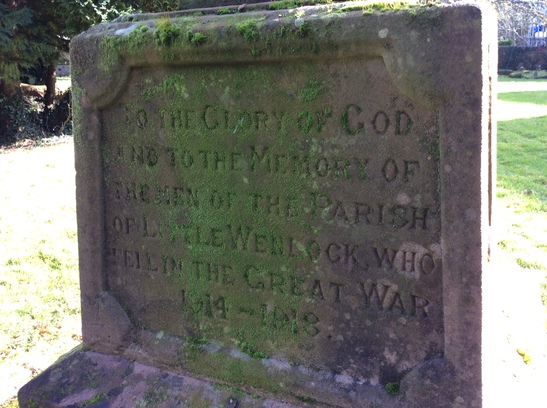 TO THE GLORY OF GOD
AND TO THE MEMORY OF
THE MEN OF THE PARISH
OF LITTLE WENLOCK, WHO
FELL IN THE GREAT WAR
1914 - 1918